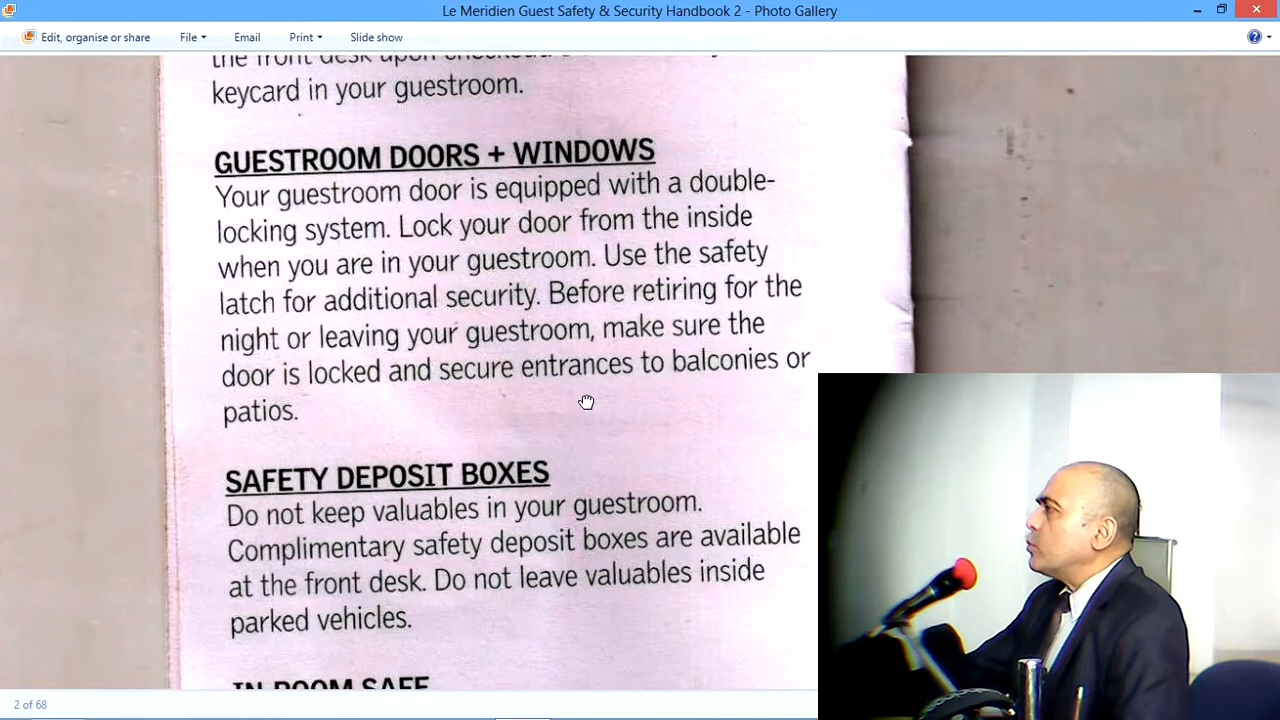 Le Meridien Guest Safety & Security Handbook 2 - Photo Gallery
Edit, organise or share File Email Print Slide show
the front desk upon
keycard in your guestroom.
GUESTROOM DOORS + WINDOWS
Your guestroom door is equipped with a double-
locking system. Lock your door from the inside
when you are in your guestroom. Use the safety
latch for additional security. Before retiring for the
night or leaving your guestroom, make sure the
door is locked and secure entrances to balconies or
patios.
SAFETY DEPOSIT BOXES
Do not keep valuables in your guestroom.
Complimentary safety deposit boxes are available
at the front desk. Do not leave valuables inside
parked vehicles.
IN-ROOM SAFE
2 of 68